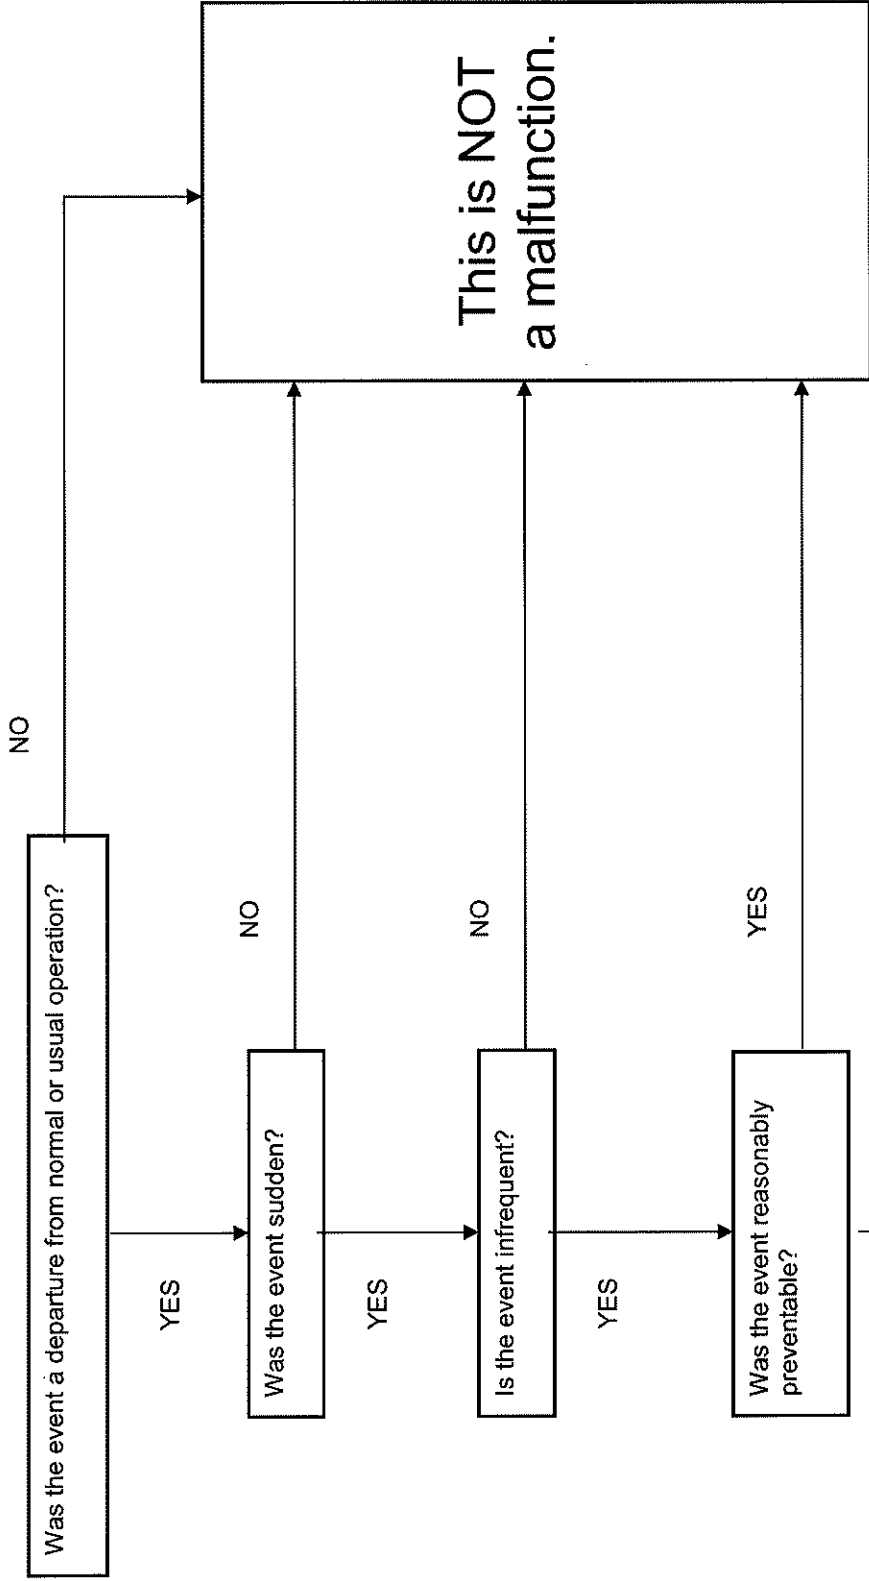 Was the event a departure from normal or usual operation?
NO
YES
Was the event sudden?
NO
YES
Is the event infrequent?
NO
YES
Was the event reasonably
preventable?
YES
This is NOT
a malfunction.